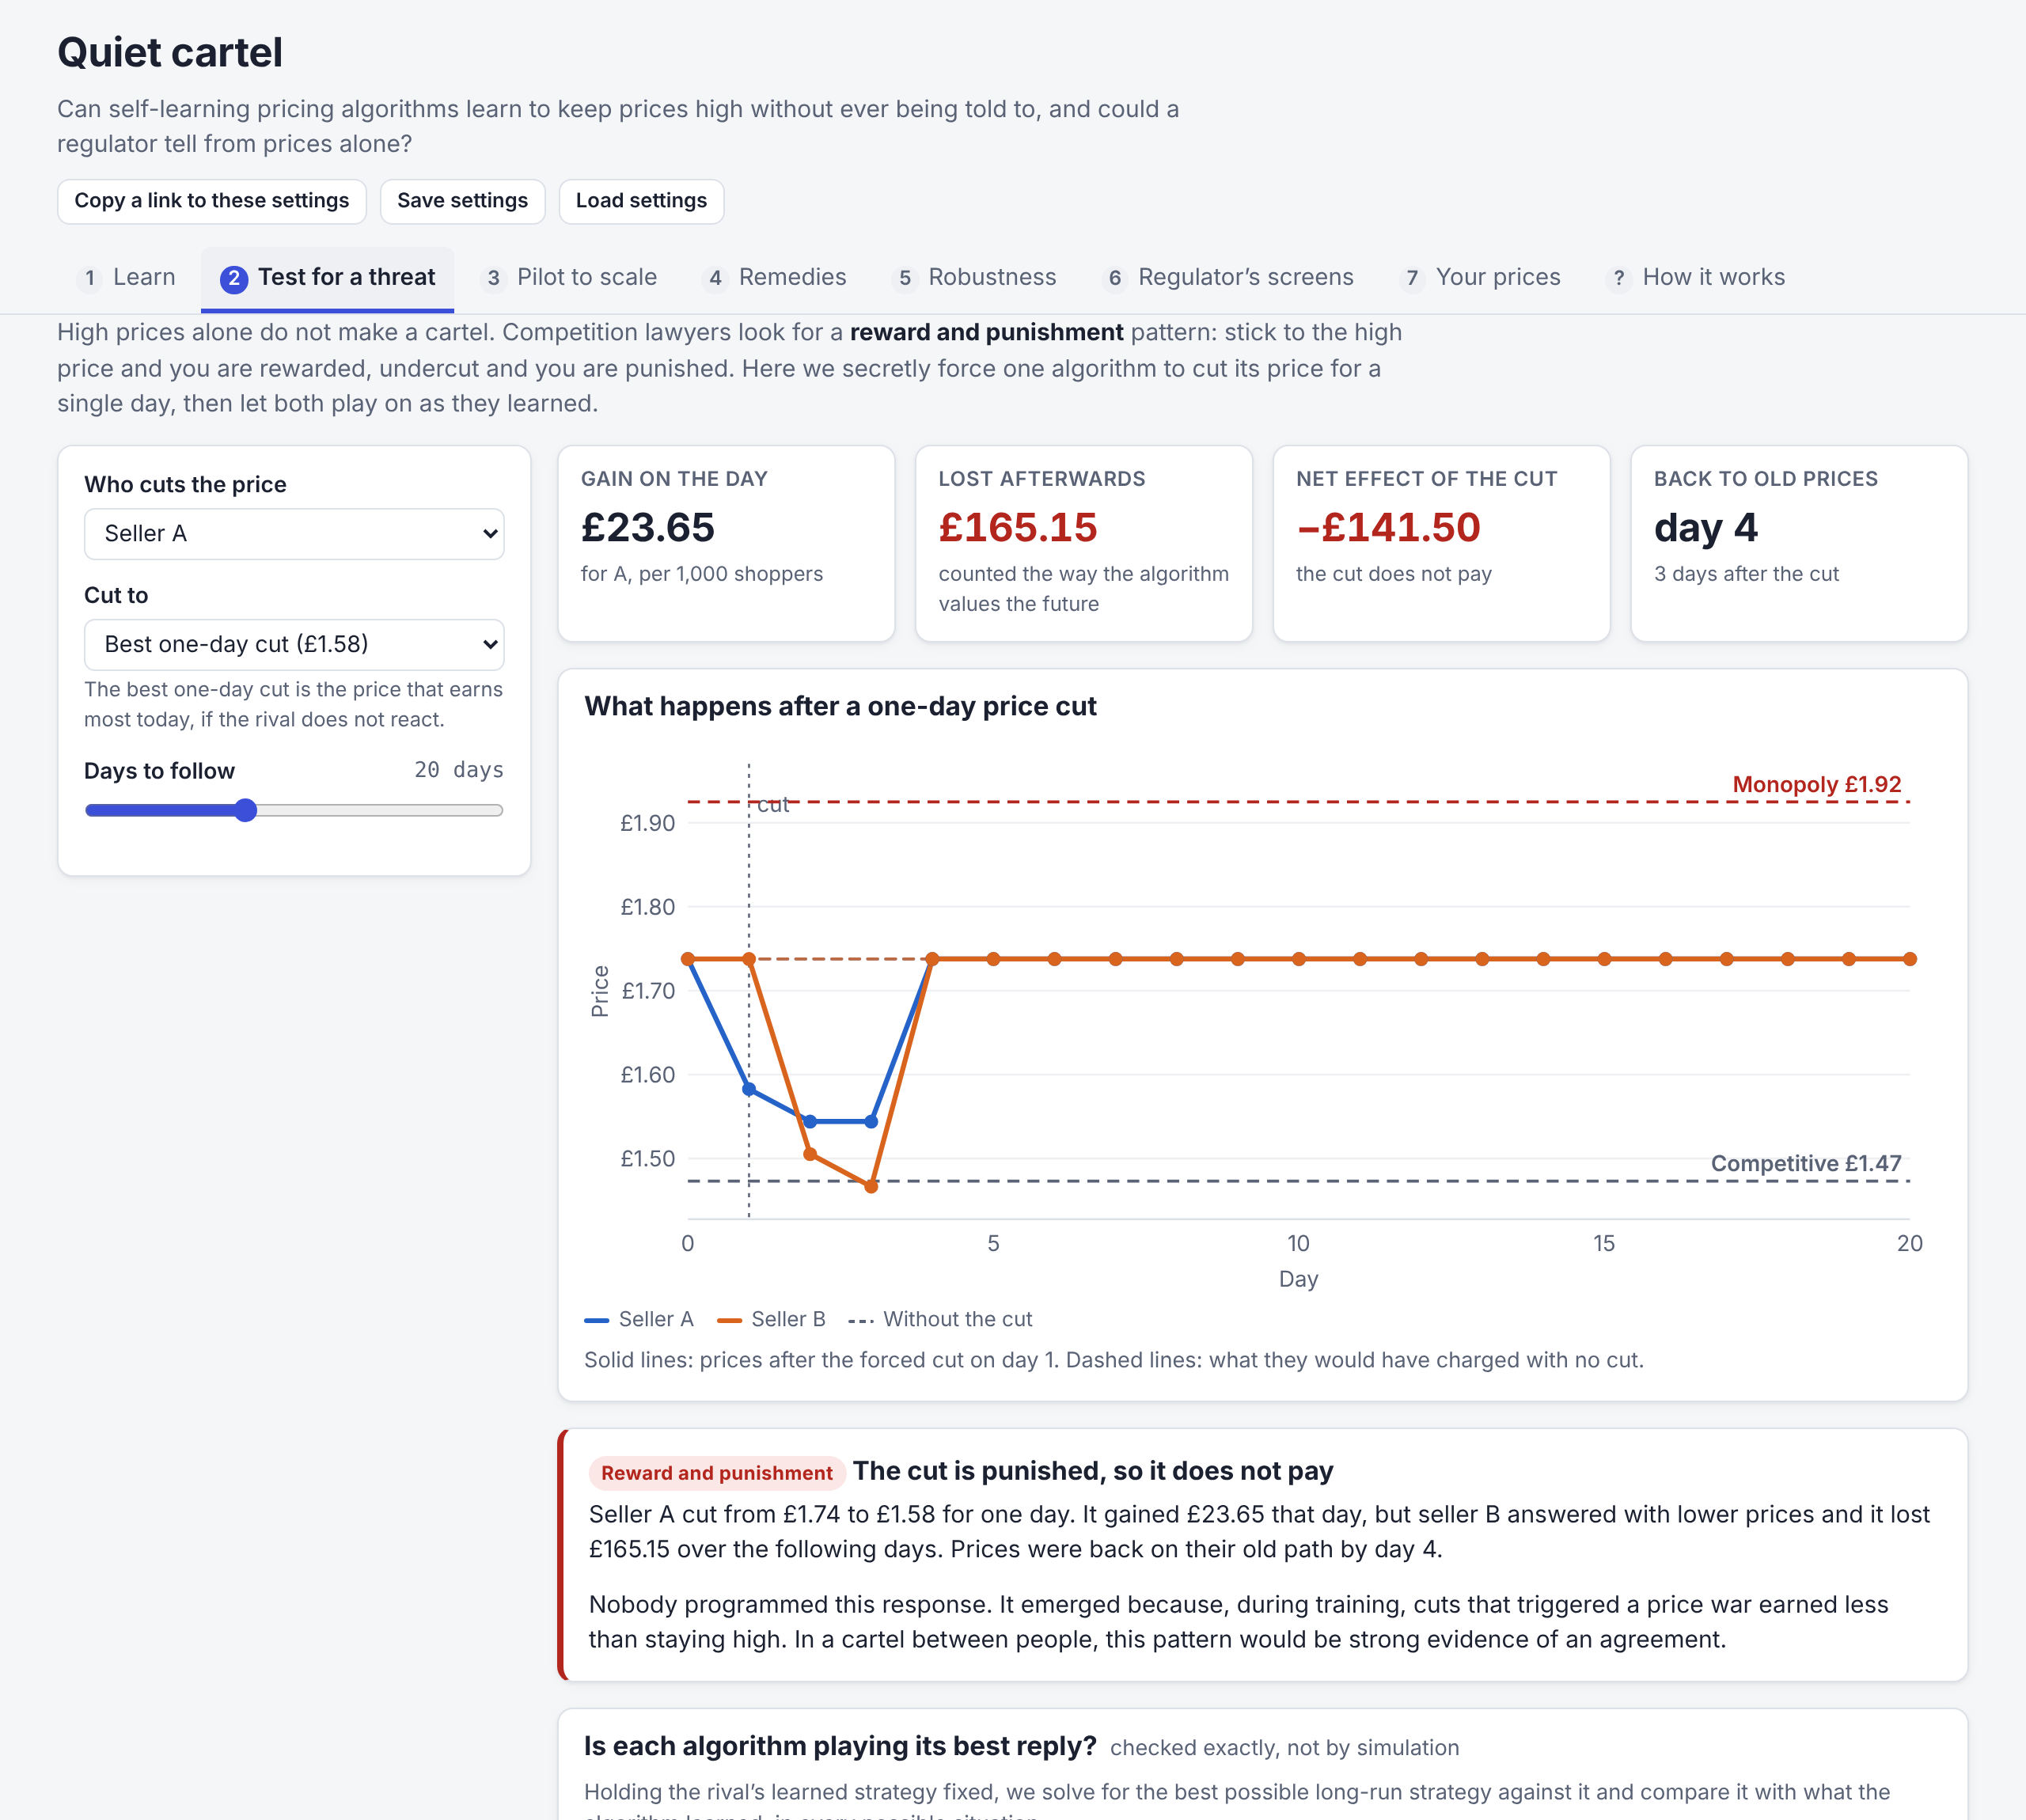 Quiet cartel
Can self-learning pricing algorithms learn to keep prices high without ever being told to, and could a
regulator tell from prices alone?
Copy a link to these settings
Save settings
Load settings
1 Learn
2 Test for a threat
3 Pilot to scale
4 Remedies
5 Robustness
6 Regulator’s screens
7 Your prices
? How it works
High prices alone do not make a cartel. Competition lawyers look for a reward and punishment pattern: stick to the high
price and you are rewarded, undercut and you are punished. Here we secretly force one algorithm to cut its price for a
single day, then let both play on as they learned.
Who cuts the price
Seller A
Cut to
Best one-day cut (£1.58)
The best one-day cut is the price that earns
most today, if the rival does not react.
Days to follow 20 days
GAIN ON THE DAY
£23.65
for A, per 1,000 shoppers
LOST AFTERWARDS
£165.15
counted the way the algorithm
values the future
NET EFFECT OF THE CUT
−£141.50
the cut does not pay
BACK TO OLD PRICES
day 4
3 days after the cut
What happens after a one-day price cut
Monopoly £1.92
cut
£1.90
£1.80
£1.70
£1.60
£1.50
Price
Competitive £1.47
0 5 10 15 20
Day
Seller A Seller B Without the cut
Solid lines: prices after the forced cut on day 1. Dashed lines: what they would have charged with no cut.
Reward and punishment The cut is punished, so it does not pay
Seller A cut from £1.74 to £1.58 for one day. It gained £23.65 that day, but seller B answered with lower prices and it lost
£165.15 over the following days. Prices were back on their old path by day 4.
Nobody programmed this response. It emerged because, during training, cuts that triggered a price war earned less
than staying high. In a cartel between people, this pattern would be strong evidence of an agreement.
Is each algorithm playing its best reply? checked exactly, not by simulation
Holding the rival’s learned strategy fixed, we solve for the best possible long-run strategy against it and compare it with what the